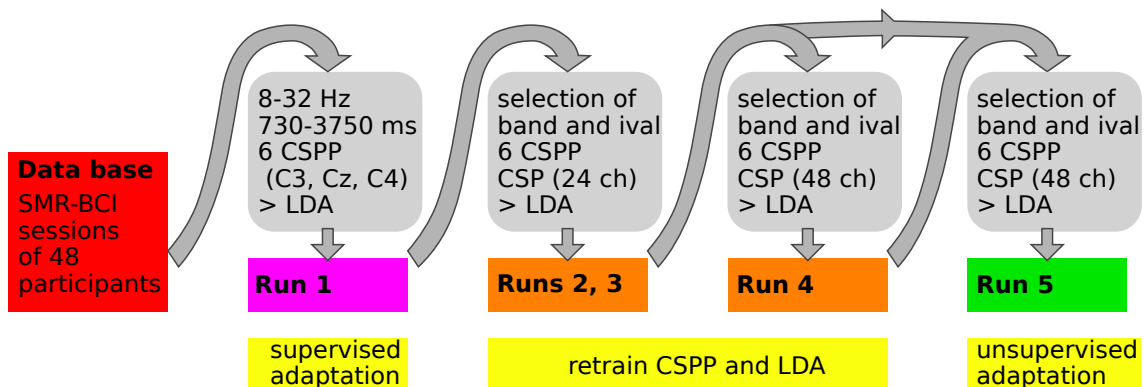 Data base
SMR-BCI
sessions
of 48
participants
8-32 Hz
730-3750 ms
6 CSPP
(C3, Cz, C4)
> LDA
Run 1
supervised
adaptation
selection of
band and ival
6 CSPP
CSP (24 ch)
> LDA
Runs 2, 3
selection of
band and ival
6 CSPP
CSP (48 ch)
> LDA
Run 4
retrain CSPP and LDA
selection of
band and ival
6 CSPP
CSP (48 ch)
> LDA
Run 5
unsupervised
adaptation